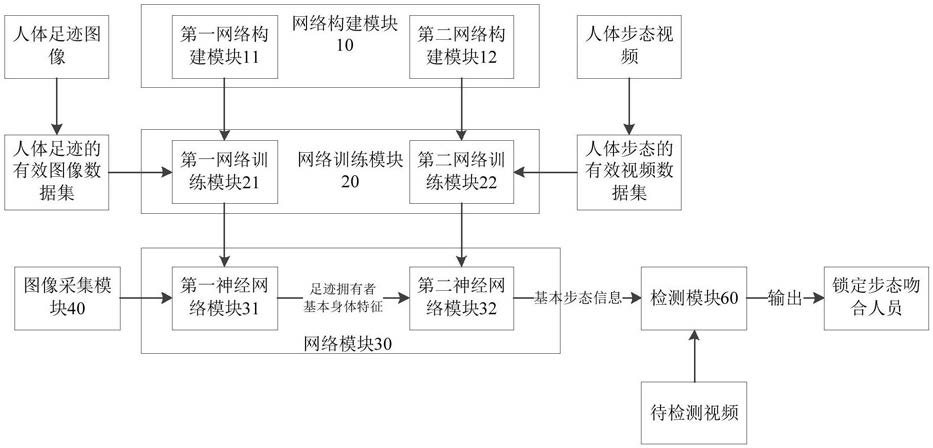 人体足迹图
像
第一网络构
建模块11
网络构建模块
10
第二网络构
建模块12
人体步态视
频
人体足迹的
有效图像数
据集
第一网络训
练模块21
网络训练模块
20
第二网络训
练模块22
人体步态的
有效视频数
据集
图像采集模
块40
第一神经网
络模块31
足迹拥有者
基本身体特征
第二神经网
络模块32
基本步态信息
检测模块60
输出
锁定步态吻
合人员
网络模块30
待检测视频